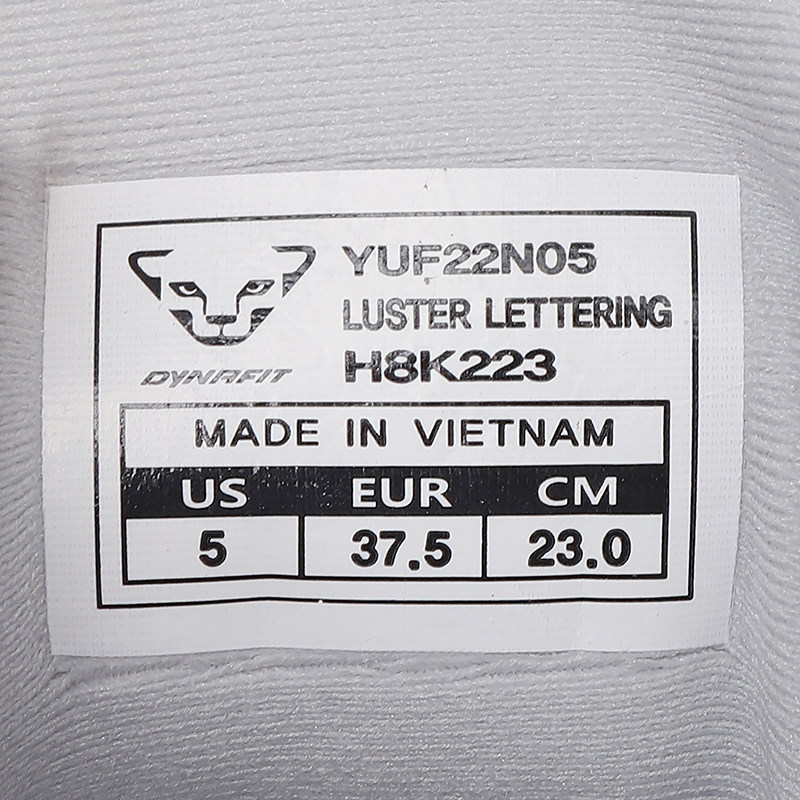 YUF22N05
LUSTER LETTERING
DYNAFIT
H8K223
MADE IN VIETNAM
US EUR CM
5 37.5 23.0